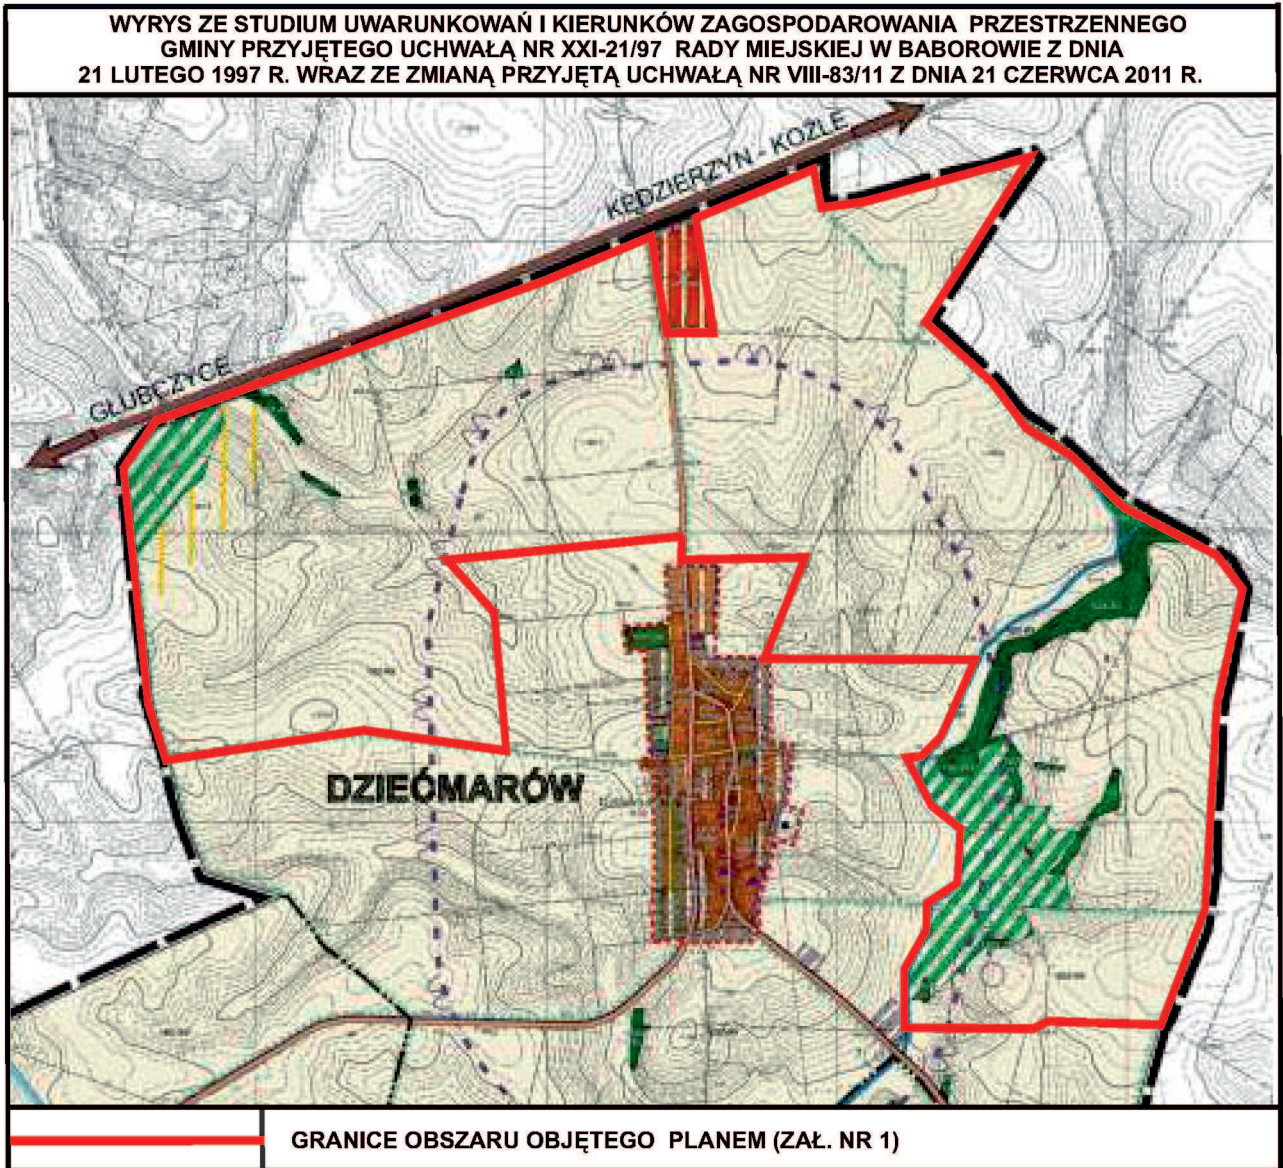 WYRYS ZE STUDIUM UWARUNKOWAŃ I KIERUNKÓW ZAGOSPODAROWANIA PRZESTRZENNEGO
GMINY PRZYJĘTEGO UCHWAŁĄ NR XXI-21/97 RADY MIEJSKIEJ W BABOROWIE Z DNIA
21 LUTEGO 1997 R. WRAZ ZE ZMIANĄ PRZYJĘTĄ UCHWAŁĄ NR VIII-83/11 Z DNIA 21 CZERWCA 2011 R.
KĘDZIERZYN - KOŹLE
GŁUBCZYCE
DZIEĆMARÓW
GRANICE OBSZARU OBJĘTEGO PLANEM (ZAŁ. NR 1)